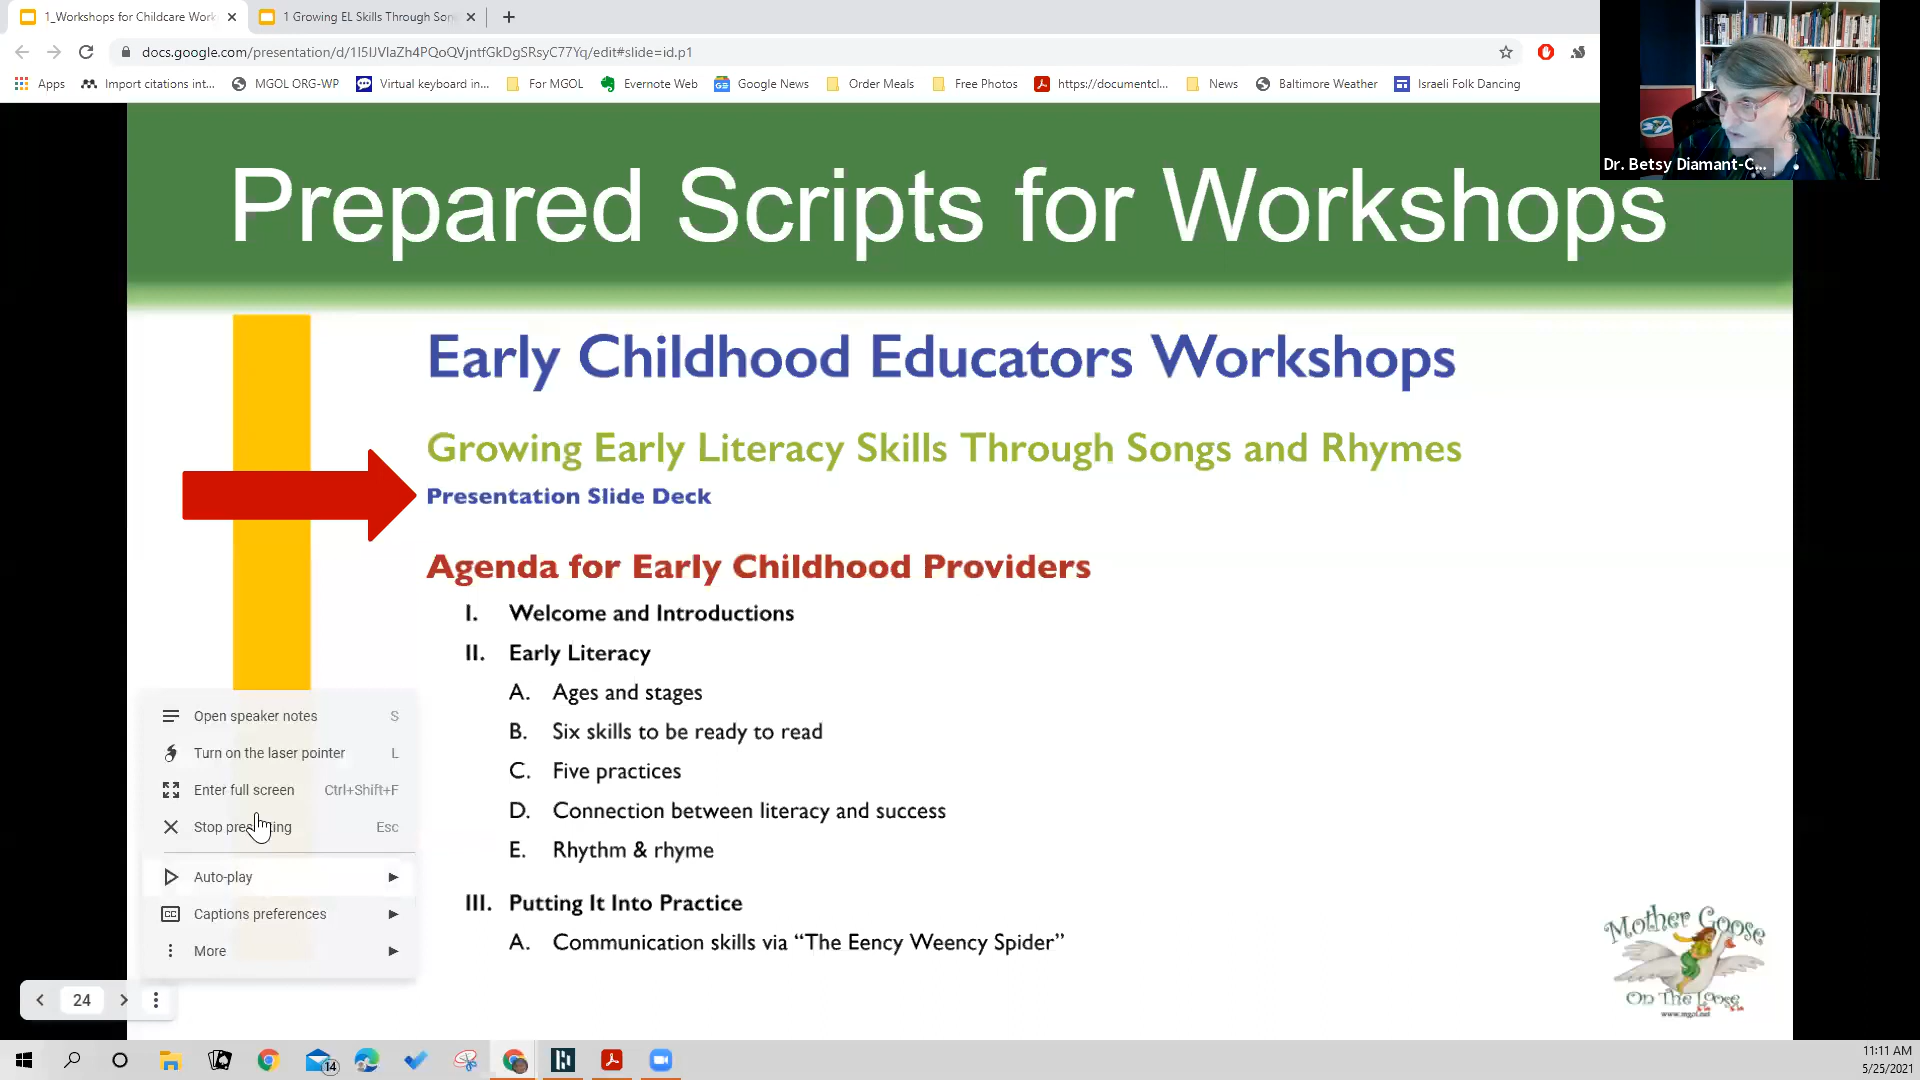 1_Workshops for Childcare Work
1 Growing EL Skills Through Son
docs.google.com/presentation/d/1I5IJVlaZh4PQoQVjntfGkDgSRsyC77Yq/edit#slide=id.p1
Apps
Import citations int...
MGOL ORG-WP
Virtual keyboard in...
For MGOL
Evernote Web
Google News
Order Meals
Free Photos
https://documentcl...
News
Baltimore Weather
Israeli Folk Dancing
Dr. Betsy Diamant-C...
Prepared Scripts for Workshops
Early Childhood Educators Workshops
Growing Early Literacy Skills Through Songs and Rhymes
Presentation Slide Deck
Agenda for Early Childhood Providers
I. Welcome and Introductions
II. Early Literacy
A. Ages and stages
B. Six skills to be ready to read
C. Five practices
D. Connection between literacy and success
E. Rhythm & rhyme
III. Putting It Into Practice
A. Communication skills via “The Eency Weency Spider”
Open speaker notes S
Turn on the laser pointer L
Enter full screen Ctrl+Shift+F
Stop presenting Esc
Auto-play
Captions preferences
More
24
Mother Goose
On The Loose
www.mgol.net
14
11:11 AM
5/25/2021